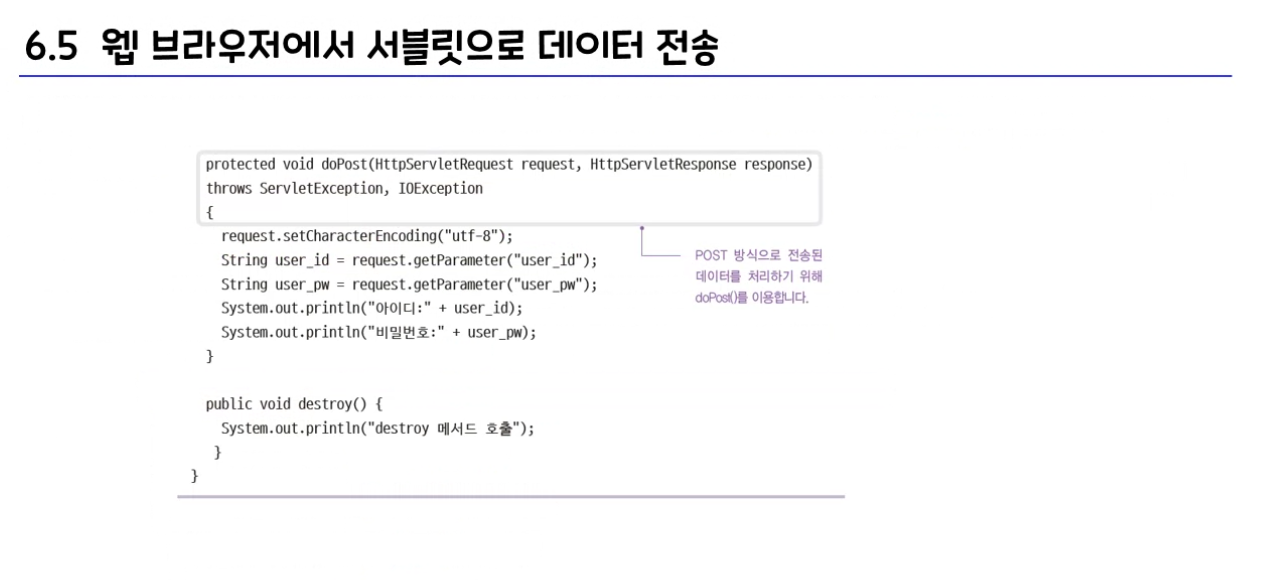 6.5 웹 브라우저에서 서블릿으로 데이터 전송
protected void doPost(HttpServletRequest request, HttpServletResponse response)
throws ServletException, IOException
{
request.setCharacterEncoding("utf-8");
String user_id = request.getParameter("user_id");
String user_pw = request.getParameter("user_pw");
System.out.println("아이디:" + user_id);
System.out.println("비밀번호:" + user_pw);
}
POST 방식으로 전송된
데이터를 처리하기 위해
doPost()를 이용합니다.
public void destroy() {
System.out.println("destroy 메서드 호출");
}
}